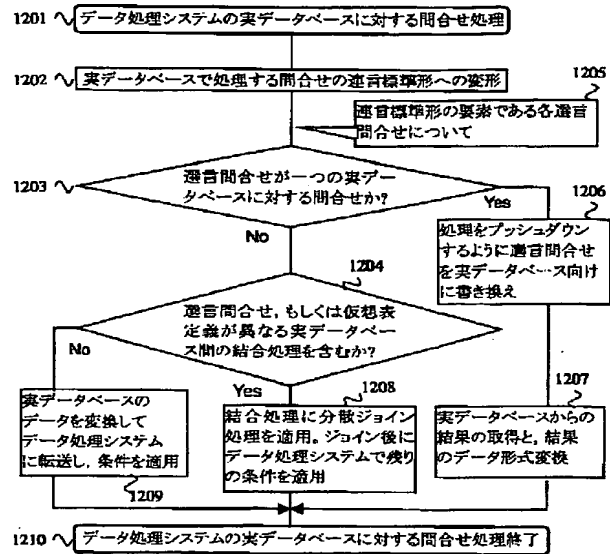 1201
データ処理システムの実データベースに対する問合せ処理
1202
実データベースで処理する問合せの連言標準形への変形
1205
連言標準形の要素である各選言
問合せについて
1203
選言問合せが一つの実デー
タベースに対する問合せか?
Yes
No
1206
処理をプッシュダウン
するように選言問合せ
を実データベース向け
に書き換え
1204
選言問合せ,もしくは仮想表
定義が異なる実データベー
ス間の結合処理を含むか?
No
Yes
1209
実データベースの
データを変換して
データ処理システム
に転送し,条件を適用
1208
結合処理に分散ジョイン
処理を適用。ジョイン後に
データ処理システムで残り
の条件を適用
1207
実データベースからの
結果の取得と,結果
のデータ形式変換
1210
データ処理システムの実データベースに対する問合せ処理終了